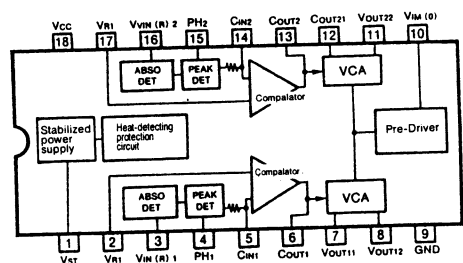 VCC VR1 VVIN (R) 2 PH2 CIN2 COUT2 COUT21 VOUT22 VIM (0)
18 17 16 15 14 13 12 11 10
ABSO DET
PEAK DET
Compalator
VCA
Stabilized power supply
Heat-detecting protection circuit
Pre-Driver
ABSO DET
PEAK DET
Compalator
VCA
1 2 3 4 5 6 7 8 9
VST VR1 VIN (R) 1 PH1 CIN1 COUT1 VOUT11 VOUT12 GND